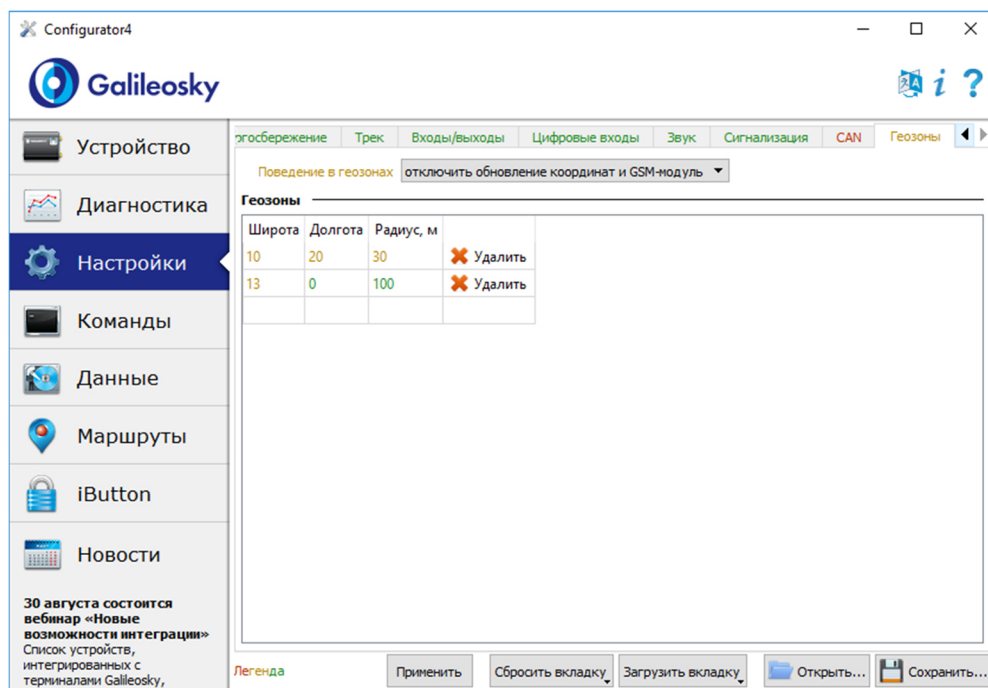 Configurator4
Galileosky
Устройство
Диагностика
Настройки
Команды
Данные
Маршруты
iButton
Новости
30 августа состоится
вебинар «Новые
возможности интеграции»
Список устройств,
интегрированных с
терминалами Galileosky,
ргосбережение Трек Входы/выходы Цифровые входы Звук Сигнализация CAN Геозоны
Поведение в геозонах отключить обновление координат и GSM-модуль
Геозоны
Широта Долгота Радиус, м
10 20 30 Удалить
13 0 100 Удалить
Легенда Применить Сбросить вкладку Загрузить вкладку Открыть... Сохранить...